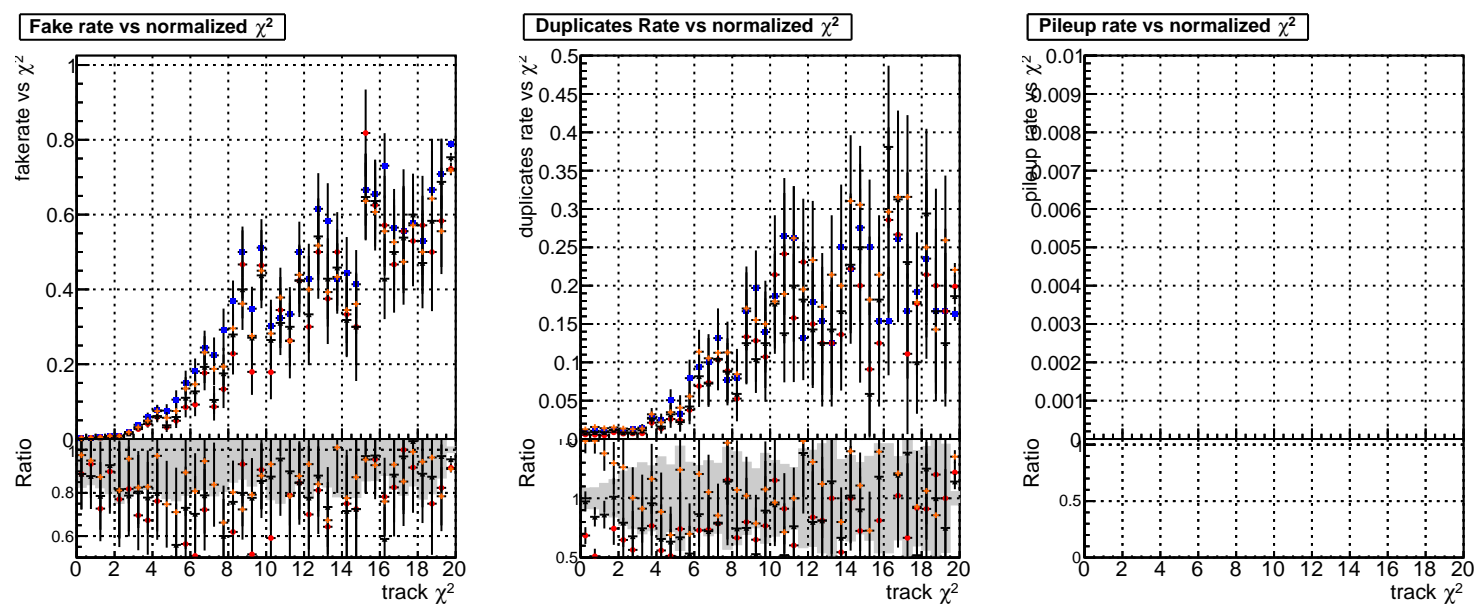 Fake rate vs normalized χ²
fakerate vs χ²
1
0.8
0.6
0.4
0.2
0
Ratio
1
0.8
0.6
0 2 4 6 8 10 12 14 16 18 20
track χ²
Duplicates Rate vs normalized χ²
duplicates rate vs χ²
0.5
0.45
0.4
0.35
0.3
0.25
0.2
0.15
0.1
0.05
0
Ratio
1
0.5
0 2 4 6 8 10 12 14 16 18 20
track χ²
Pileup rate vs normalized χ²
pileup rate vs χ²
0.01
0.009
0.008
0.007
0.006
0.005
0.004
0.003
0.002
0.001
0
Ratio
1
0.5
0
0 2 4 6 8 10 12 14 16 18 20
track χ²